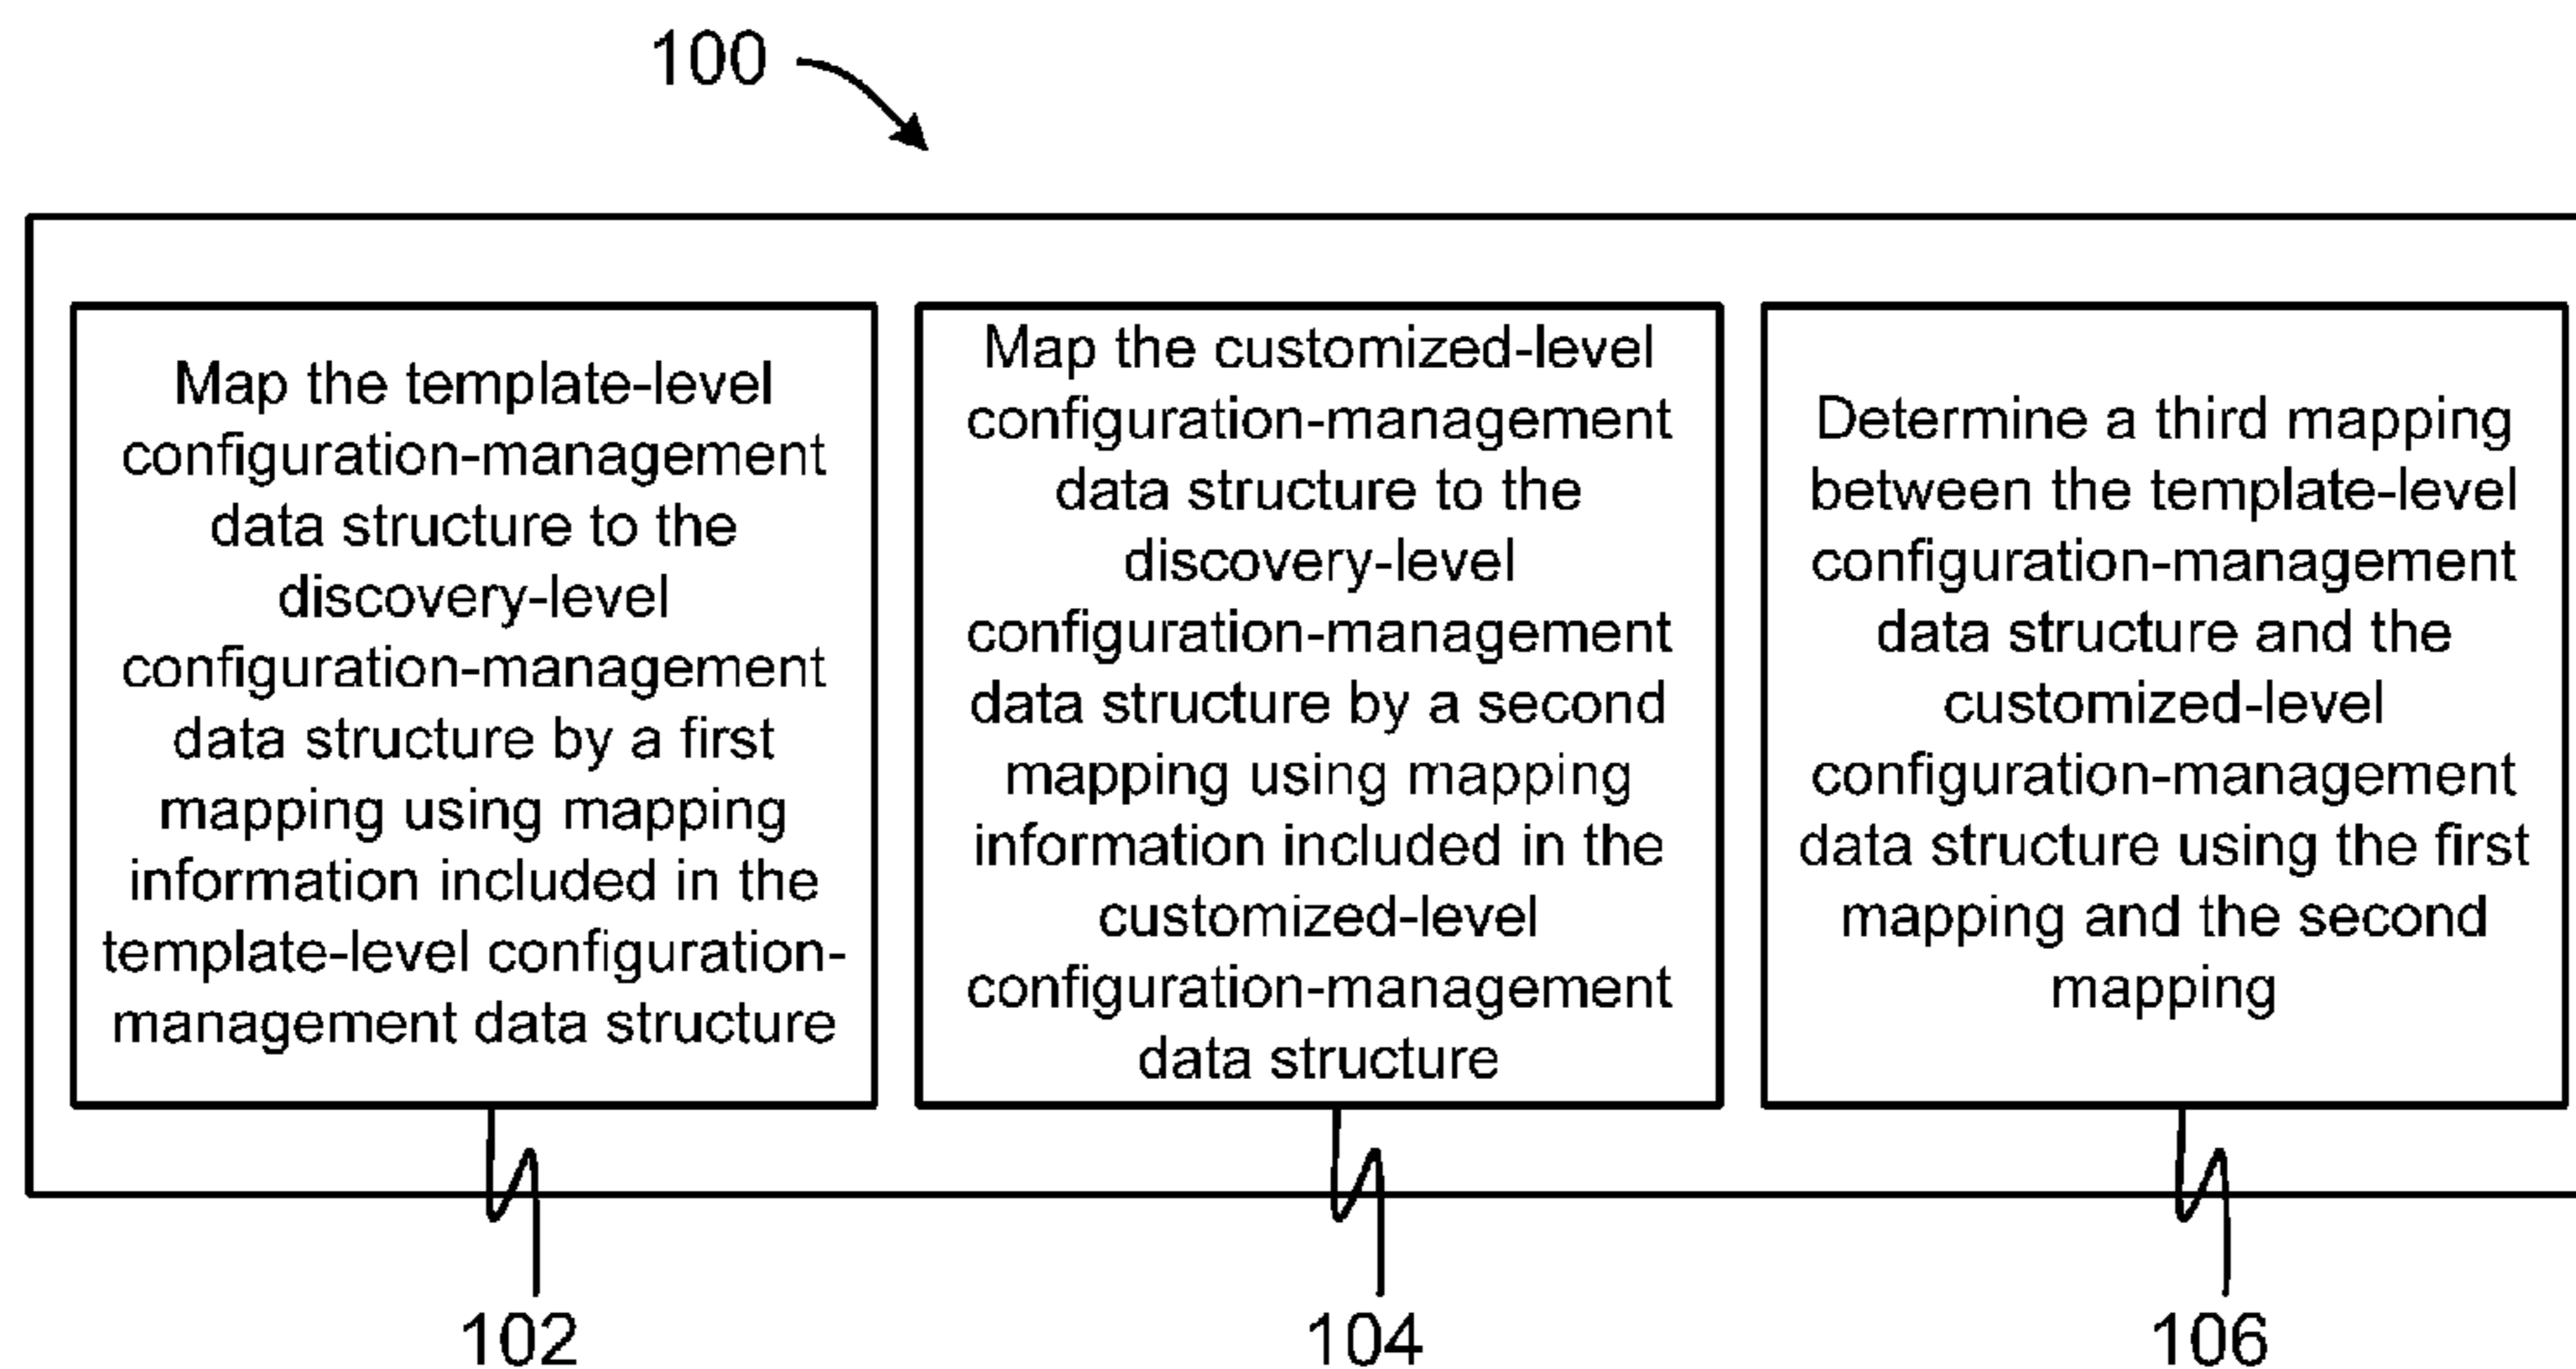 100
Map the template-level
configuration-management
data structure to the
discovery-level
configuration-management
data structure by a first
mapping using mapping
information included in the
template-level configuration-
management data structure
Map the customized-level
configuration-management
data structure to the
discovery-level
configuration-management
data structure by a second
mapping using mapping
information included in the
customized-level
configuration-management
data structure
Determine a third mapping
between the template-level
configuration-management
data structure and the
customized-level
configuration-management
data structure using the first
mapping and the second
mapping
102
104
106